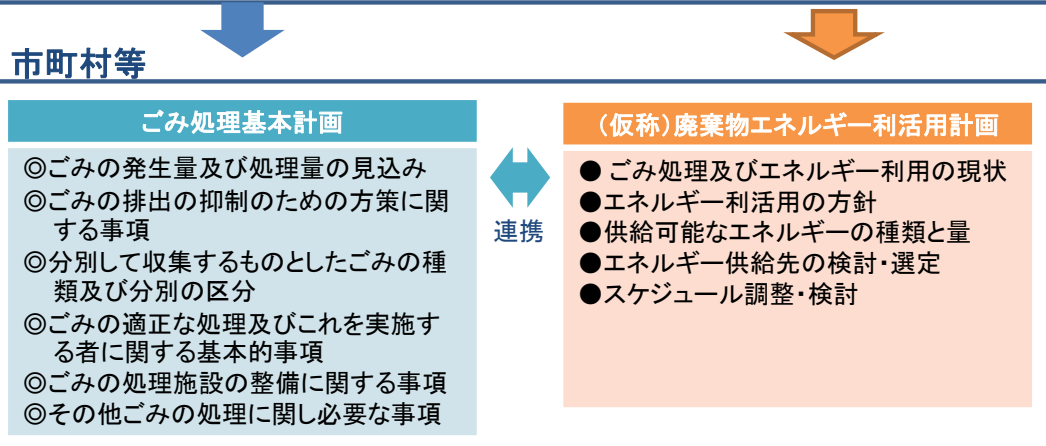 市町村等
ごみ処理基本計画
◎ごみの発生量及び処理量の見込み
◎ごみの排出の抑制のための方策に関
する事項
◎分別して収集するものとしたごみの種
類及び分別の区分
◎ごみの適正な処理及びこれを実施す
る者に関する基本的事項
◎ごみの処理施設の整備に関する事項
◎その他ごみの処理に関し必要な事項
連携
（仮称）廃棄物エネルギー利活用計画
● ごみ処理及びエネルギー利用の現状
●エネルギー利活用の方針
●供給可能なエネルギーの種類と量
●エネルギー供給先の検討・選定
●スケジュール調整・検討